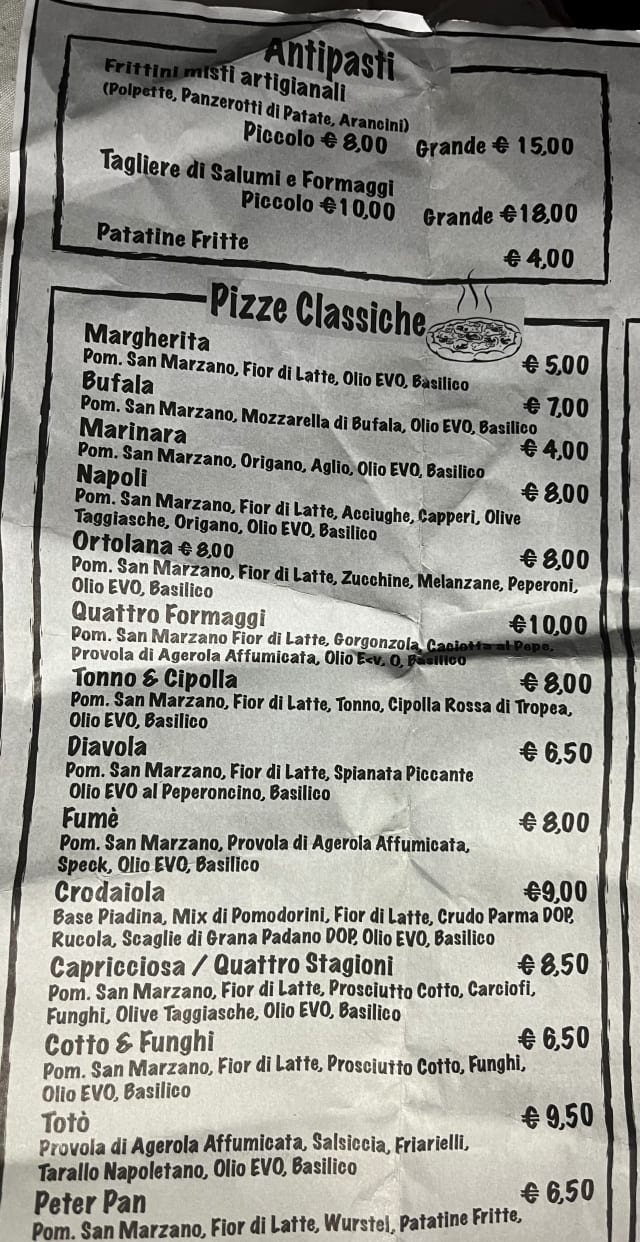 Antipasti
Frittini misti artigianali
(Polpette, Panzerotti di Patate, Arancini)
Piccolo € 8,00 Grande € 15,00
Tagliere di Salumi e Formaggi
Piccolo €10,00 Grande €18,00
Patatine Fritte € 4,00
Pizze Classiche
Margherita € 5,00
Pom. San Marzano, Fior di Latte, Olio EVO, Basilico
Bufala € 7,00
Pom. San Marzano, Mozzarella di Bufala, Olio EVO, Basilico
Marinara € 4,00
Pom. San Marzano, Origano, Aglio, Olio EVO, Basilico
Napoli € 8,00
Pom. San Marzano, Fior di Latte, Acciughe, Capperi, Olive
Taggiasche, Origano, Olio EVO, Basilico
Ortolana € 8,00 € 8,00
Pom. San Marzano, Fior di Latte, Zucchine, Melanzane, Peperoni,
Olio EVO, Basilico
Quattro Formaggi €10,00
Pom. San Marzano Fior di Latte, Gorgonzola, Caciotta al Pepe,
Provola di Agerola Affumicata, Olio E.v. O, Basilico
Tonno & Cipolla € 8,00
Pom. San Marzano, Fior di Latte, Tonno, Cipolla Rossa di Tropea,
Olio EVO, Basilico
Diavola € 6,50
Pom. San Marzano, Fior di Latte, Spianata Piccante
Olio EVO al Peperoncino, Basilico
Fumè € 8,00
Pom. San Marzano, Provola di Agerola Affumicata,
Speck, Olio EVO, Basilico
Crodaiola €9,00
Base Piadina, Mix di Pomodorini, Fior di Latte, Crudo Parma DOP,
Rucola, Scaglie di Grana Padano DOP, Olio EVO, Basilico
Capricciosa / Quattro Stagioni € 8,50
Pom. San Marzano, Fior di Latte, Prosciutto Cotto, Carciofi,
Funghi, Olive Taggiasche, Olio EVO, Basilico
Cotto & Funghi € 6,50
Pom. San Marzano, Fior di Latte, Prosciutto Cotto, Funghi,
Olio EVO, Basilico
Totò € 9,50
Provola di Agerola Affumicata, Salsiccia, Friarielli,
Tarallo Napoletano, Olio EVO, Basilico
Peter Pan € 6,50
Pom. San Marzano, Fior di Latte, Wurstel, Patatine Fritte,